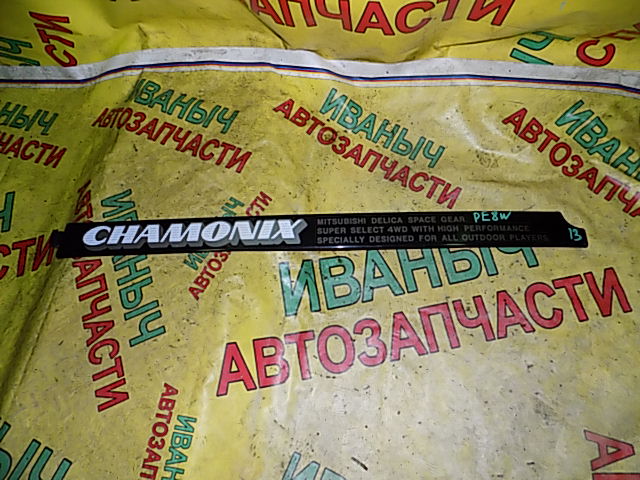 АВТОЗАПЧАСТИ
ИВАНЫЧ
АВТОЗАПЧАСТИ
ИВАНЫЧ
АВТОЗАПЧАСТИ
ИВАНЫЧ
АВТОЗАПЧАСТИ
CHAMONIX
MITSUBISHI DELICA SPACE GEAR PE8W
SUPER SELECT 4WD WITH HIGH PERFORMANCE
SPECIALLY DESIGNED FOR ALL OUTDOOR PLAYERS
13
ИВАНЫЧ
АВТОЗАПЧАСТИ
ИВАНЫЧ
АВТОЗАПЧАСТИ